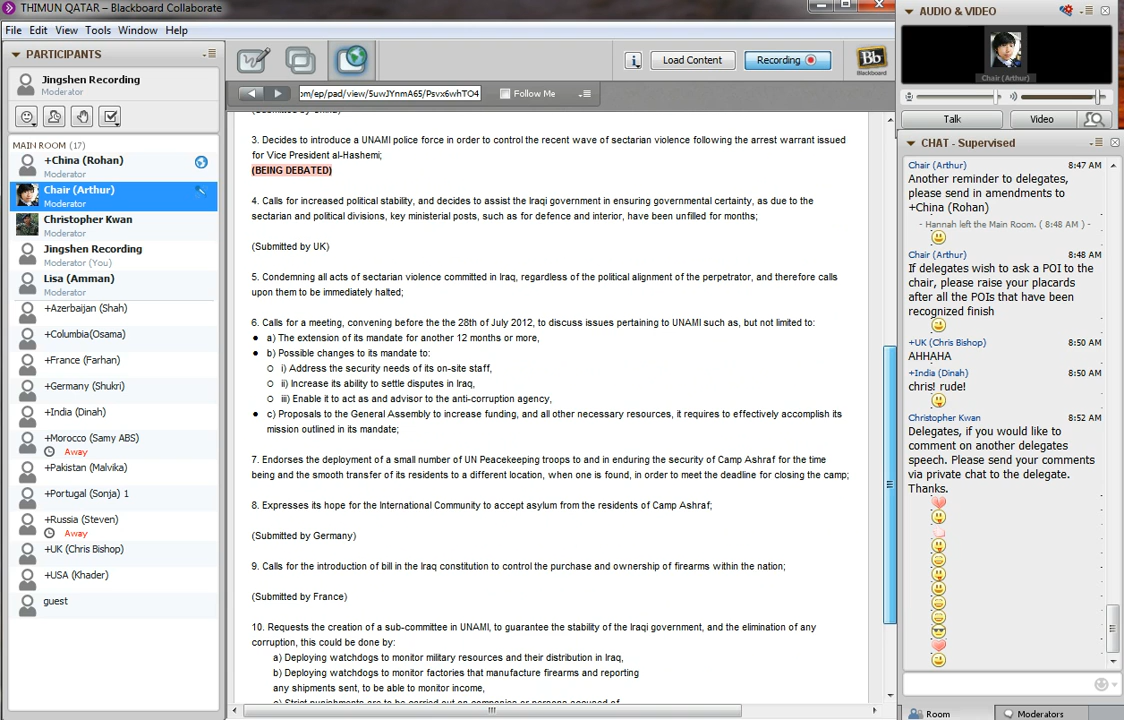 THIMUN QATAR – Blackboard Collaborate
File Edit View Tools Window Help
PARTICIPANTS
Jingshen Recording
Moderator
MAIN ROOM (17)
+China (Rohan)
Moderator
Chair (Arthur)
Moderator
Christopher Kwan
Moderator
Jingshen Recording
Moderator (You)
Lisa (Amman)
Moderator
+Azerbaijan (Shah)
+Columbia(Osama)
+France (Farhan)
+Germany (Shukri)
+India (Dinah)
+Morocco (Samy ABS)
Away
+Pakistan (Malvika)
+Portugal (Sonja) 1
+Russia (Steven)
Away
+UK (Chris Bishop)
+USA (Khader)
guest
Load Content
Recording
Bb
Blackboard
om/ep/pad/view/5uwJYnmA65/Psvx6whTO4
Follow Me
3. Decides to introduce a UNAMI police force in order to control the recent wave of sectarian violence following the arrest warrant issued
for Vice President al-Hashemi;
(BEING DEBATED)
4. Calls for increased political stability, and decides to assist the Iraqi government in ensuring governmental certainty, as due to the
sectarian and political divisions, key ministerial posts, such as for defence and interior, have been unfilled for months;
(Submitted by UK)
5. Condemning all acts of sectarian violence committed in Iraq, regardless of the political alignment of the perpetrator, and therefore calls
upon them to be immediately halted;
6. Calls for a meeting, convening before the the 28th of July 2012, to discuss issues pertaining to UNAMI such as, but not limited to:
a) The extension of its mandate for another 12 months or more,
b) Possible changes to its mandate to:
i) Address the security needs of its on-site staff,
ii) Increase its ability to settle disputes in Iraq,
iii) Enable it to act as and advisor to the anti-corruption agency,
c) Proposals to the General Assembly to increase funding, and all other necessary resources, it requires to effectively accomplish its
mission outlined in its mandate;
7. Endorses the deployment of a small number of UN Peacekeeping troops to and in enduring the security of Camp Ashraf for the time
being and the smooth transfer of its residents to a different location, when one is found, in order to meet the deadline for closing the camp;
8. Expresses its hope for the International Community to accept asylum from the residents of Camp Ashraf;
(Submitted by Germany)
9. Calls for the introduction of bill in the Iraq constitution to control the purchase and ownership of firearms within the nation;
(Submitted by France)
10. Requests the creation of a sub-committee in UNAMI, to guarantee the stability of the Iraqi government, and the elimination of any
corruption, this could be done by:
a) Deploying watchdogs to monitor military resources and their distribution in Iraq,
b) Deploying watchdogs to monitor factories that manufacture firearms and reporting
any shipments sent, to be able to monitor income,
AUDIO & VIDEO
Chair (Arthur)
Talk
Video
CHAT - Supervised
Chair (Arthur) 8:47 AM
Another reminder to delegates,
please send in amendments to
+China (Rohan)
- Hannah left the Main Room. ( 8:48 AM ) -
Chair (Arthur) 8:48 AM
If delegates wish to ask a POI to the
chair, please raise your placards
after all the POIs that have been
recognized finish
+UK (Chris Bishop) 8:50 AM
AHHAHA
+India (Dinah) 8:50 AM
chris! rude!
Christopher Kwan 8:52 AM
Delegates, if you would like to
comment on another delegates
speech. Please send your comments
via private chat to the delegate.
Thanks.
Room
Moderators